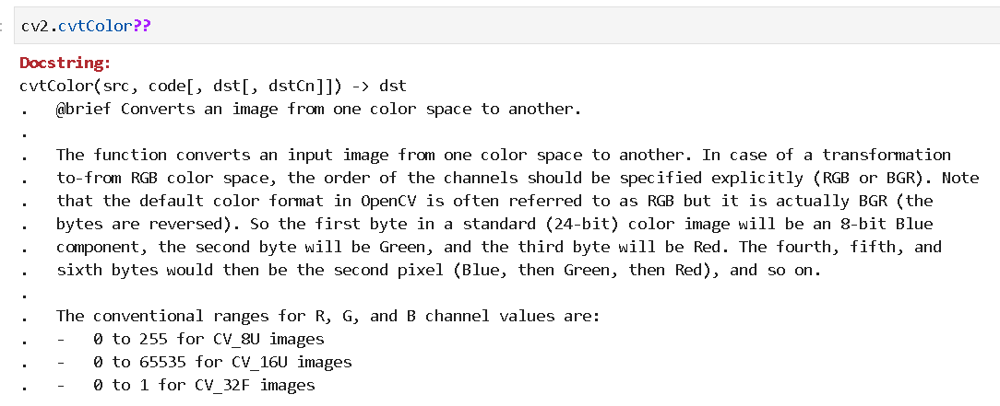 cv2.cvtColor??
Docstring:
cvtColor(src, code[, dst[, dstCn]]) -> dst
.   @brief Converts an image from one color space to another.
.
.   The function converts an input image from one color space to another. In case of a transformation
.   to-from RGB color space, the order of the channels should be specified explicitly (RGB or BGR). Note
.   that the default color format in OpenCV is often referred to as RGB but it is actually BGR (the
.   bytes are reversed). So the first byte in a standard (24-bit) color image will be an 8-bit Blue
.   component, the second byte will be Green, and the third byte will be Red. The fourth, fifth, and
.   sixth bytes would then be the second pixel (Blue, then Green, then Red), and so on.
.
.   The conventional ranges for R, G, and B channel values are:
.   -   0 to 255 for CV_8U images
.   -   0 to 65535 for CV_16U images
.   -   0 to 1 for CV_32F images